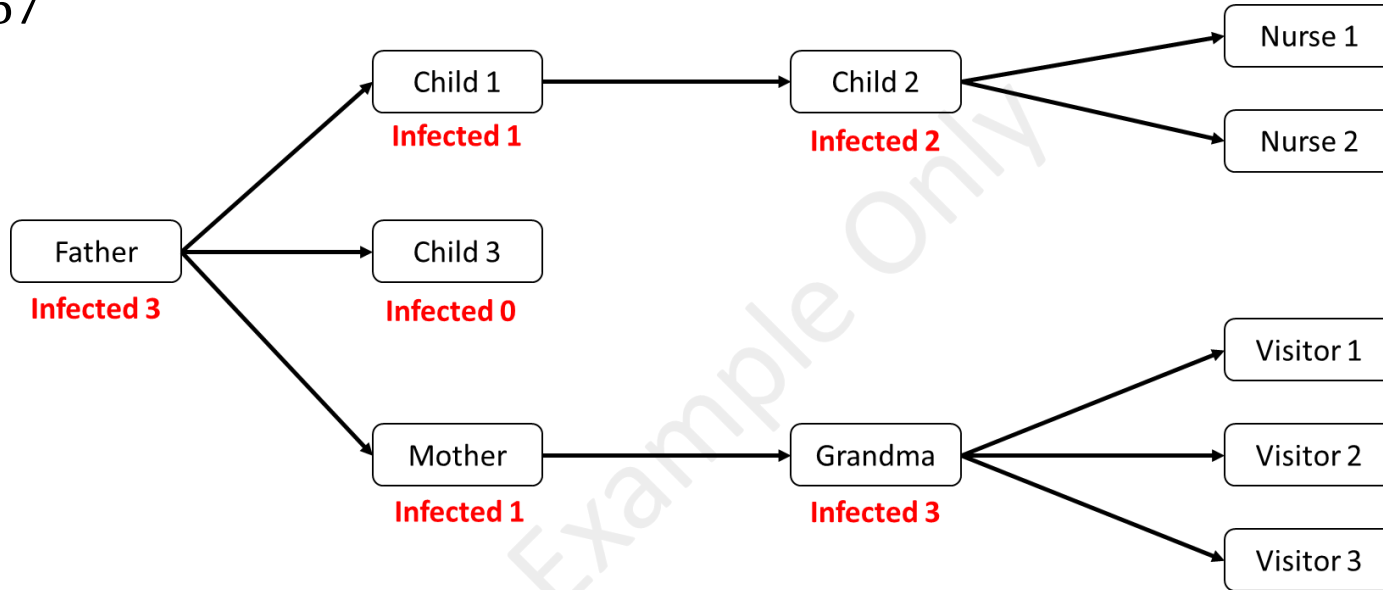 Nurse 1
Child 1
Child 2
Infected 1
Infected 2
Nurse 2
Father
Child 3
Infected 3
Infected 0
Visitor 1
Mother
Grandma
Visitor 2
Infected 1
Infected 3
Visitor 3
Example Only